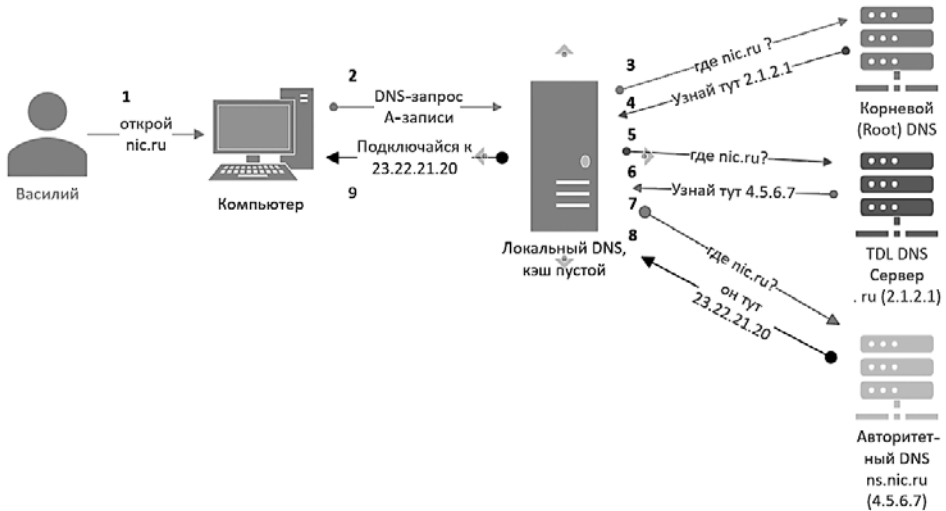 1
открой
nic.ru
Василий
Компьютер
2
DNS-запрос
А-записи
Подключайся к
23.22.21.20
9
Локальный DNS,
кэш пустой
3
где nic.ru ?
4
Узнай тут 2.1.2.1
5
где nic.ru?
6
Узнай тут 4.5.6.7
7
где nic.ru?
8
он тут
23.22.21.20
Корневой
(Root) DNS
TDL DNS
Сервер
. ru (2.1.2.1)
Авторитет-
ный DNS
ns.nic.ru
(4.5.6.7)